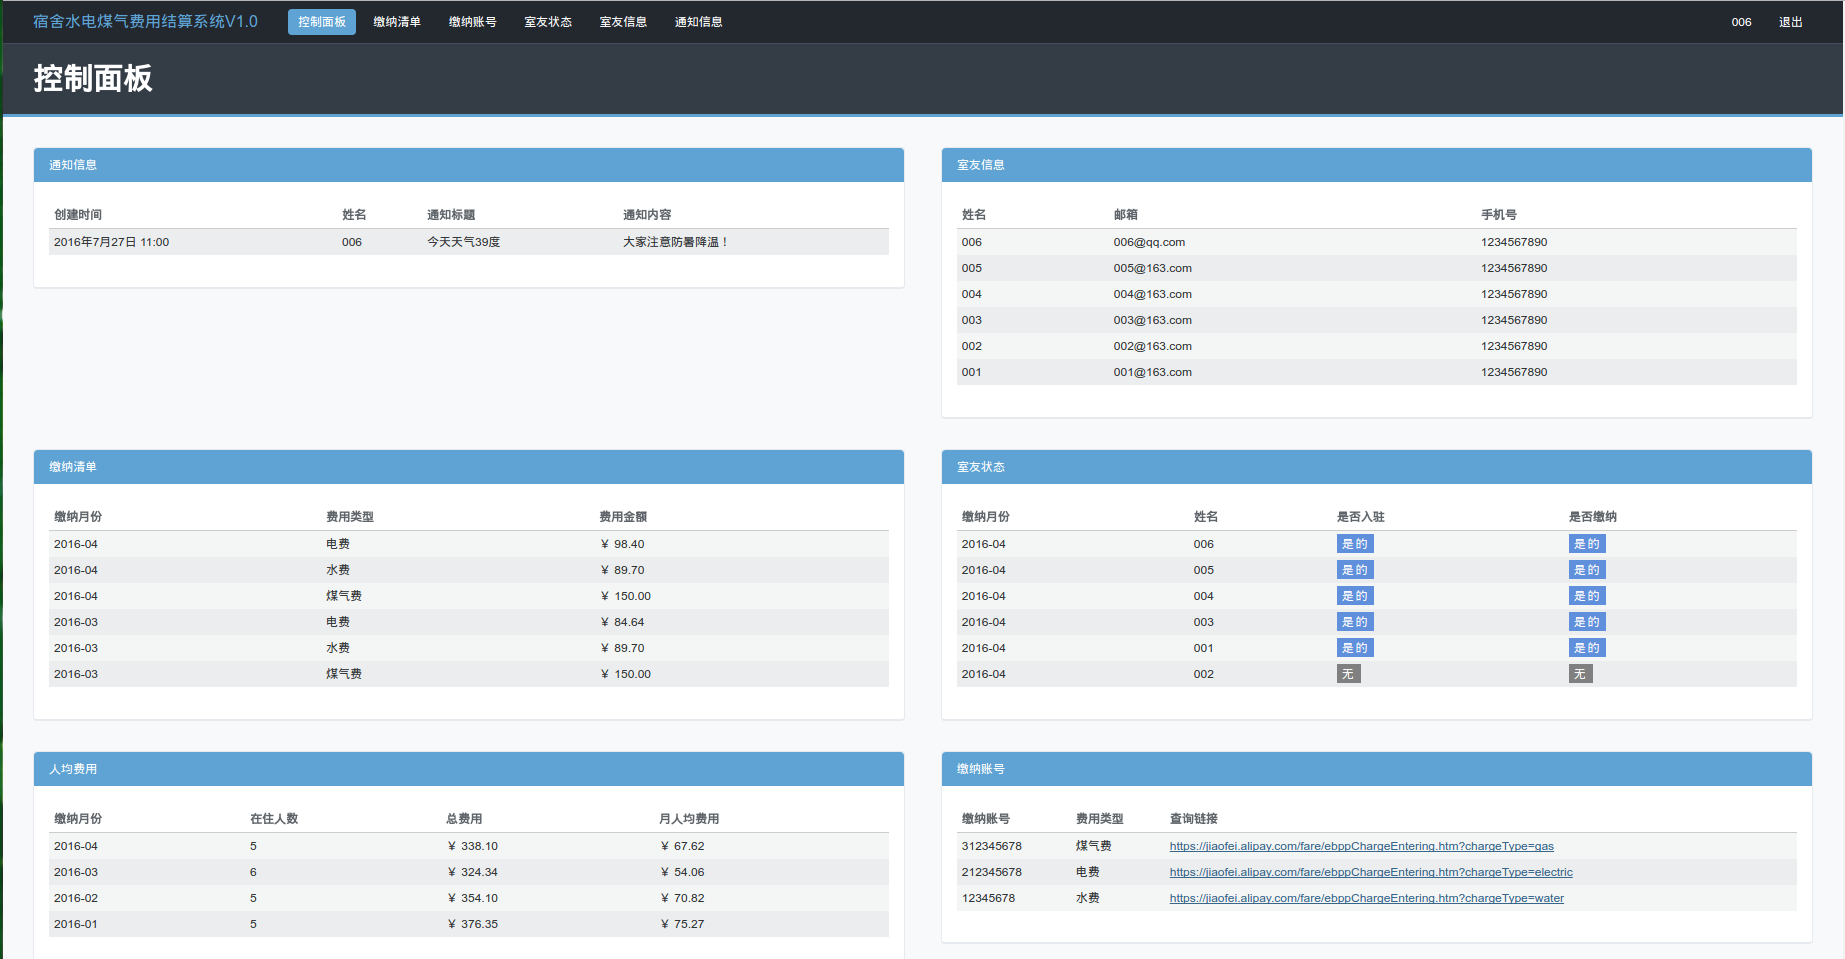 宿舍水电煤气费用结算系统V1.0 控制面板 缴纳清单 缴纳账号 室友状态 室友信息 通知信息 006 退出
控制面板
通知信息
创建时间 姓名 通知标题 通知内容
2016年7月27日 11:00 006 今天天气39度 大家注意防暑降温！
室友信息
姓名 邮箱 手机号
006 006@qq.com 1234567890
005 005@163.com 1234567890
004 004@163.com 1234567890
003 003@163.com 1234567890
002 002@163.com 1234567890
001 001@163.com 1234567890
缴纳清单
缴纳月份 费用类型 费用金额
2016-04 电费 ¥ 98.40
2016-04 水费 ¥ 89.70
2016-04 煤气费 ¥ 150.00
2016-03 电费 ¥ 84.64
2016-03 水费 ¥ 89.70
2016-03 煤气费 ¥ 150.00
室友状态
缴纳月份 姓名 是否入驻 是否缴纳
2016-04 006 是的 是的
2016-04 005 是的 是的
2016-04 004 是的 是的
2016-04 003 是的 是的
2016-04 001 是的 是的
2016-04 002 无 无
人均费用
缴纳月份 在住人数 总费用 月人均费用
2016-04 5 ¥ 338.10 ¥ 67.62
2016-03 6 ¥ 324.34 ¥ 54.06
2016-02 5 ¥ 354.10 ¥ 70.82
2016-01 5 ¥ 376.35 ¥ 75.27
缴纳账号
缴纳账号 费用类型 查询链接
312345678 煤气费 https://jiaofei.alipay.com/fare/ebppChargeEntering.htm?chargeType=gas
212345678 电费 https://jiaofei.alipay.com/fare/ebppChargeEntering.htm?chargeType=electric
12345678 水费 https://jiaofei.alipay.com/fare/ebppChargeEntering.htm?chargeType=water